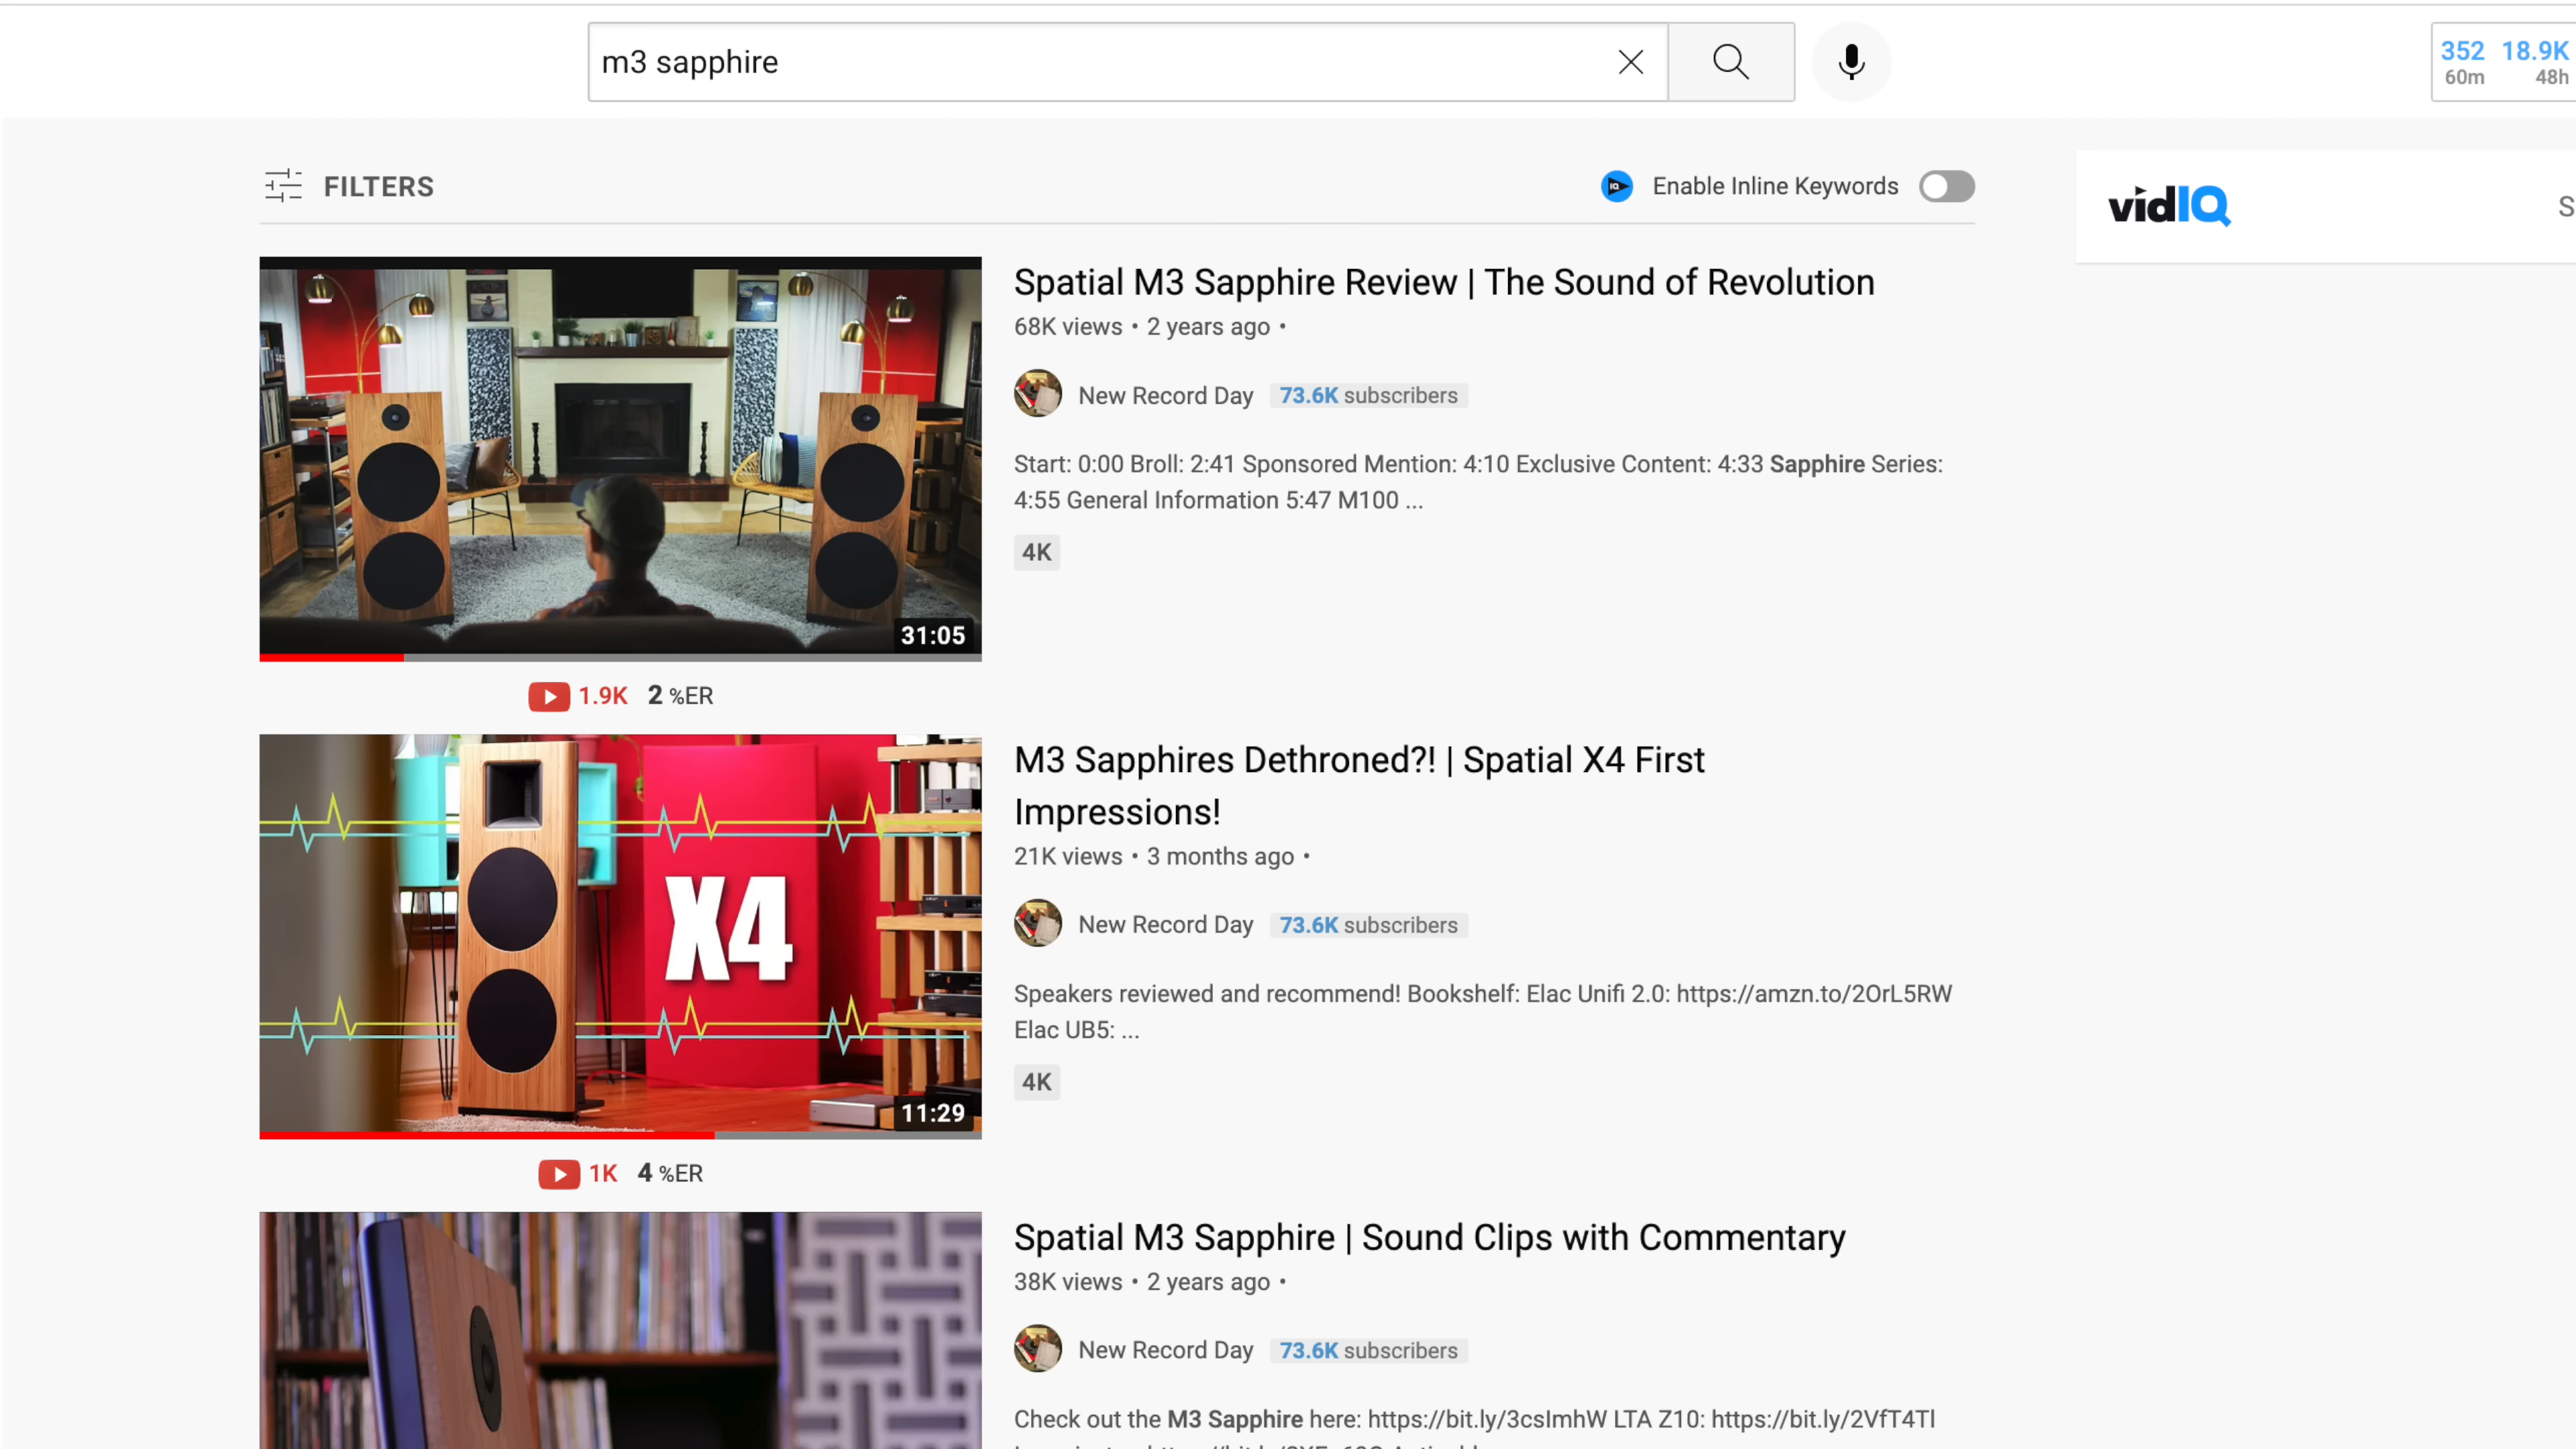 m3 sapphire
352 18.9K
60m 48h
FILTERS
Enable Inline Keywords
vidIQ
S
Spatial M3 Sapphire Review | The Sound of Revolution
68K views • 2 years ago •
New Record Day 73.6K subscribers
Start: 0:00 Broll: 2:41 Sponsored Mention: 4:10 Exclusive Content: 4:33 Sapphire Series:
4:55 General Information 5:47 M100 ...
4K
31:05
1.9K 2 %ER
M3 Sapphires Dethroned?! | Spatial X4 First
Impressions!
21K views • 3 months ago •
New Record Day 73.6K subscribers
Speakers reviewed and recommend! Bookshelf: Elac Unifi 2.0: https://amzn.to/2OrL5RW
Elac UB5: ...
4K
X4
11:29
1K 4 %ER
Spatial M3 Sapphire | Sound Clips with Commentary
38K views • 2 years ago •
New Record Day 73.6K subscribers
Check out the M3 Sapphire here: https://bit.ly/3csImhW LTA Z10: https://bit.ly/2VfT4Tl